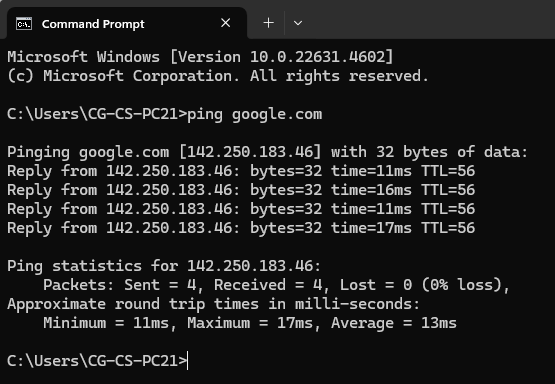 Command Prompt
Microsoft Windows [Version 10.0.22631.4602]
(c) Microsoft Corporation. All rights reserved.
C:\Users\CG-CS-PC21>ping google.com
Pinging google.com [142.250.183.46] with 32 bytes of data:
Reply from 142.250.183.46: bytes=32 time=11ms TTL=56
Reply from 142.250.183.46: bytes=32 time=16ms TTL=56
Reply from 142.250.183.46: bytes=32 time=11ms TTL=56
Reply from 142.250.183.46: bytes=32 time=17ms TTL=56
Ping statistics for 142.250.183.46:
    Packets: Sent = 4, Received = 4, Lost = 0 (0% loss),
Approximate round trip times in milli-seconds:
    Minimum = 11ms, Maximum = 17ms, Average = 13ms
C:\Users\CG-CS-PC21>